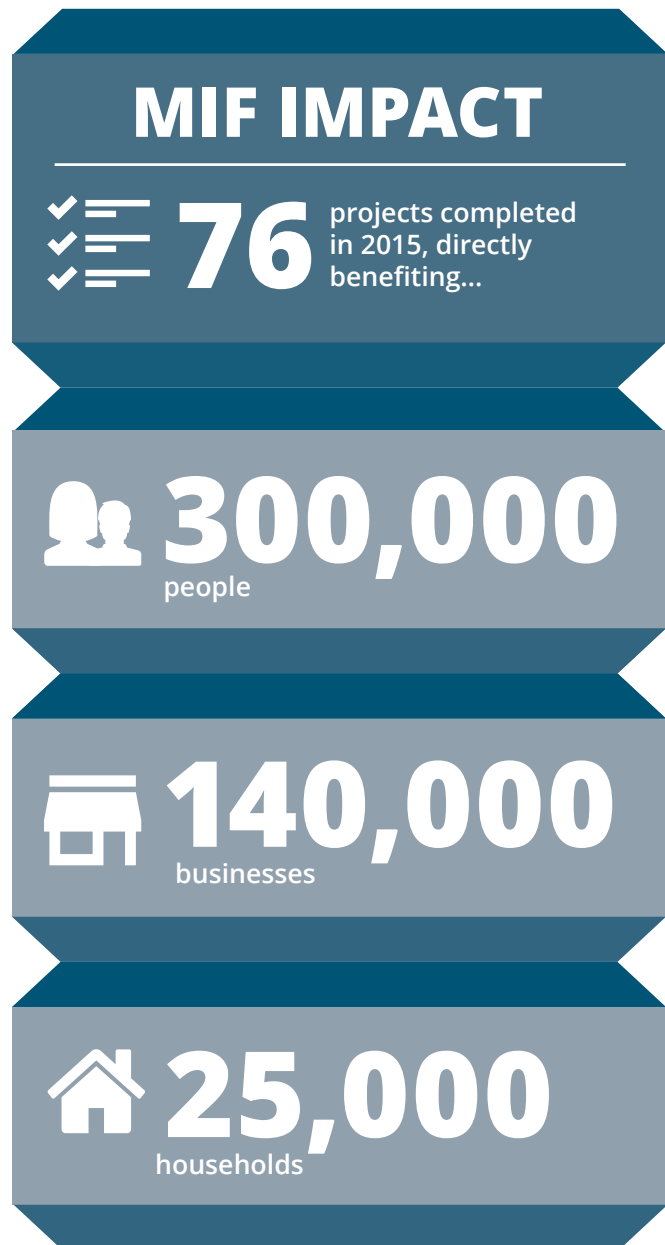 MIF IMPACT
76
projects completed
in 2015, directly
benefiting...
300,000
people
140,000
businesses
25,000
households